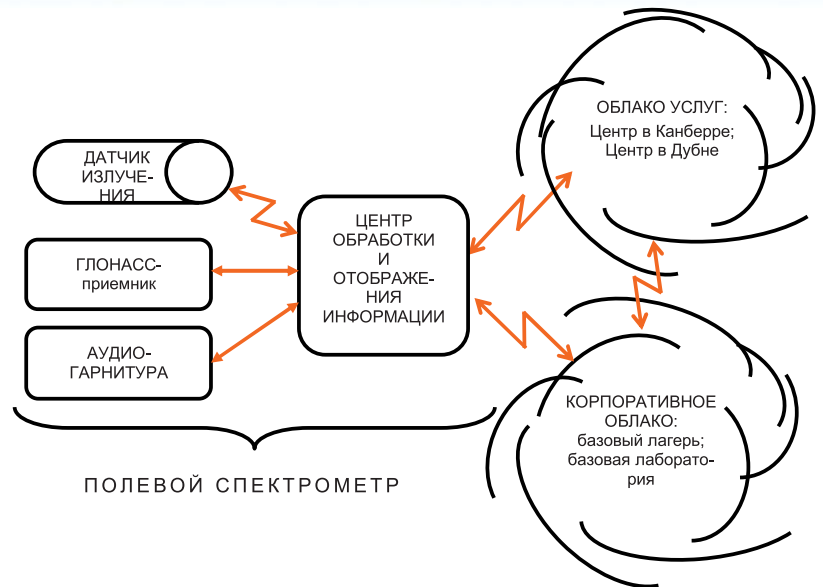 ДАТЧИК
ИЗЛУЧЕ-
НИЯ
ГЛОНАСС-
приемник
АУДИО-
ГАРНИТУРА
ЦЕНТР
ОБРАБОТКИ
И
ОТОБРАЖЕ-
НИЯ
ИНФОРМАЦИИ
ОБЛАКО УСЛУГ:
Центр в Канберре;
Центр в Дубне
КОРПОРАТИВНОЕ
ОБЛАКО:
базовый лагерь;
базовая лаборато-
рия
ПОЛЕВОЙ СПЕКТРОМЕТР